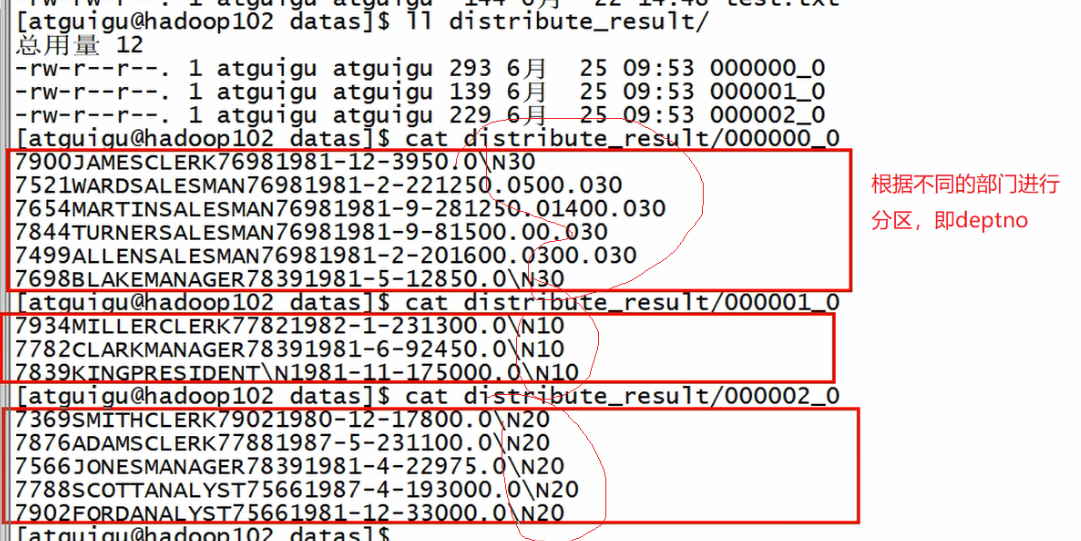 -rw-rw-r--. 1 atguigu atguigu 144 6月 22 14:48 test.txt
[atguigu@hadoop102 datas]$ ll distribute_result/
总用量 12
-rw-r--r--. 1 atguigu atguigu 293 6月 25 09:53 000000_0
-rw-r--r--. 1 atguigu atguigu 139 6月 25 09:53 000001_0
-rw-r--r--. 1 atguigu atguigu 229 6月 25 09:53 000002_0
[atguigu@hadoop102 datas]$ cat distribute_result/000000_0
7900JAMESCLERK76981981-12-3950.0\N30
7521WARDSALESMAN76981981-2-221250.0500.030
7654MARTINSALESMAN76981981-9-281250.01400.030
7844TURNERSALESMAN76981981-9-81500.00.030
7499ALLENSALESMAN76981981-2-201600.0300.030
7698BLAKEMANAGER78391981-5-12850.0\N30
[atguigu@hadoop102 datas]$ cat distribute_result/000001_0
7934MILLERCLERK77821982-1-231300.0\N10
7782CLARKMANAGER78391981-6-92450.0\N10
7839KINGPRESIDENT\N1981-11-175000.0\N10
[atguigu@hadoop102 datas]$ cat distribute_result/000002_0
7369SMITHCLERK79021980-12-17800.0\N20
7876ADAMSCLERK77881987-5-231100.0\N20
7566JONESMANAGER78391981-4-22975.0\N20
7788SCOTTANALYST75661987-4-193000.0\N20
7902FORDANALYST75661981-12-33000.0\N20
[atguigu@hadoop102 datas]$
根据不同的部门进行
分区，即deptno